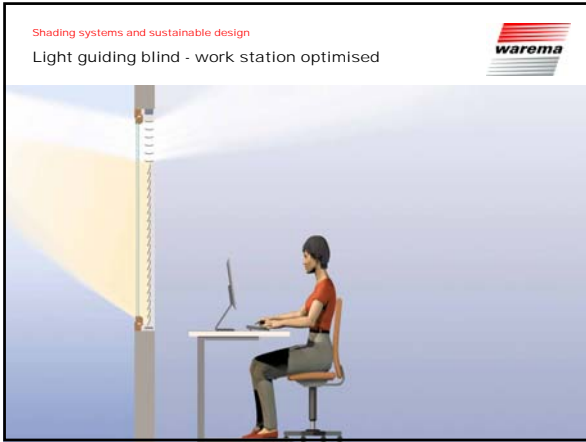 Shading systems and sustainable design
Light guiding blind - work station optimised
warema